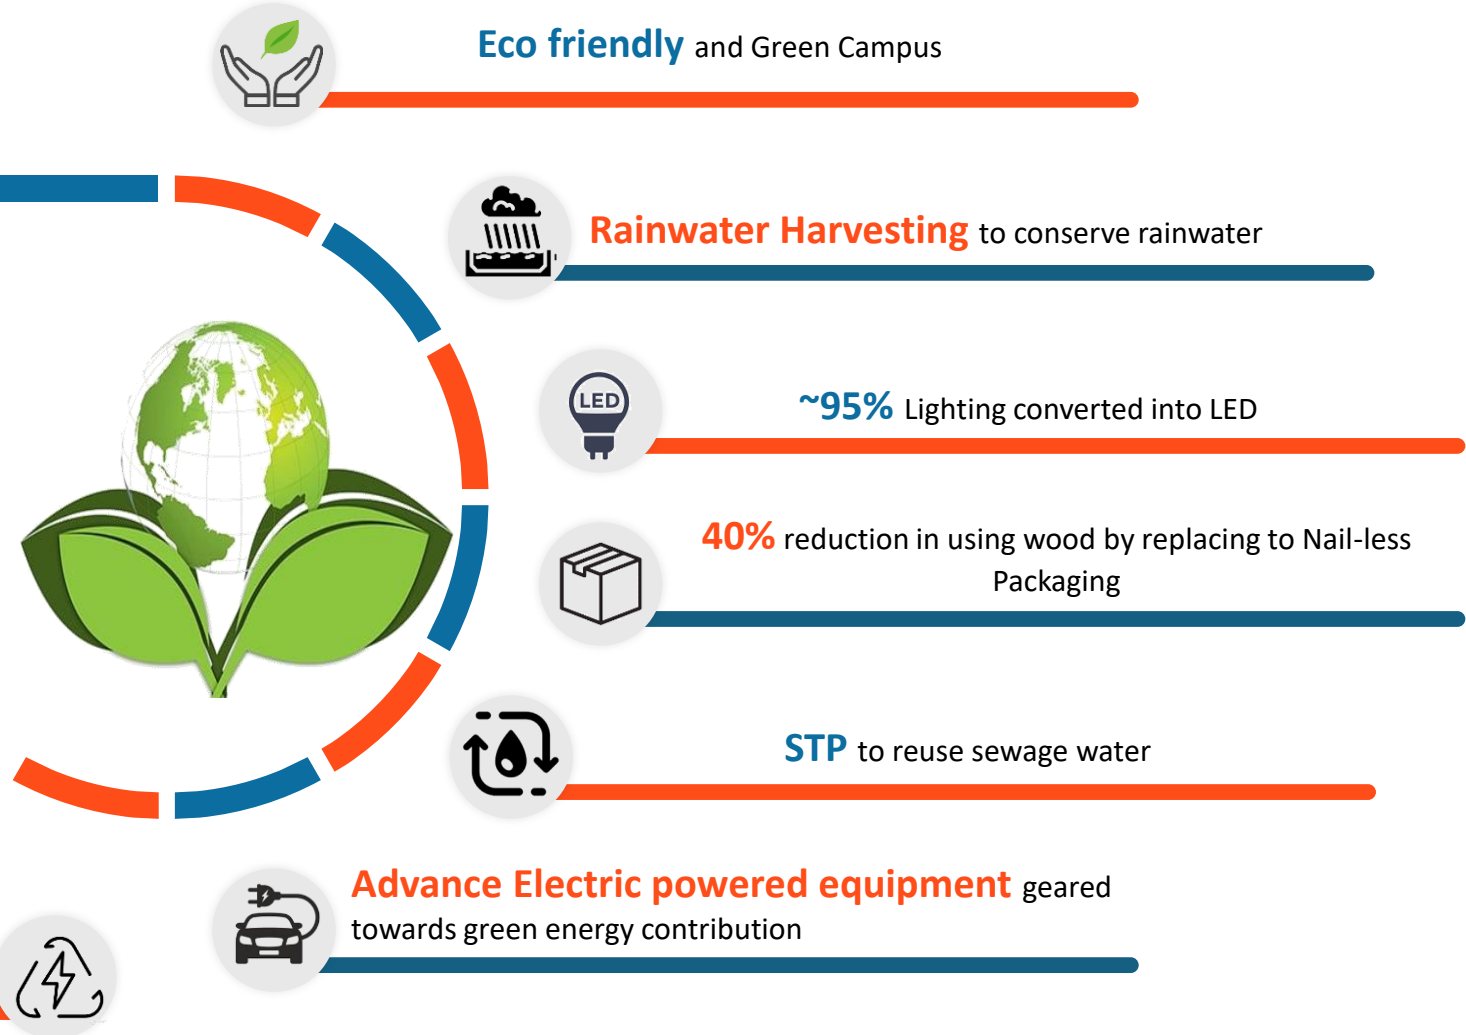 Eco friendly and Green Campus
Rainwater Harvesting to conserve rainwater
LED
~95% Lighting converted into LED
40% reduction in using wood by replacing to Nail-less
Packaging
STP to reuse sewage water
Advance Electric powered equipment geared
towards green energy contribution